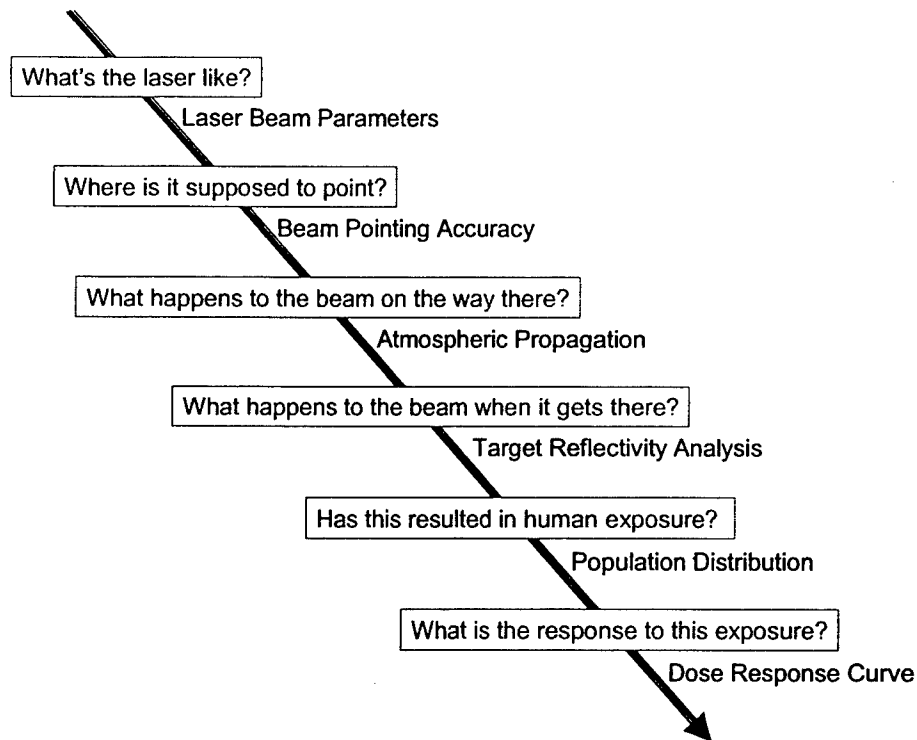 What's the laser like?
Laser Beam Parameters
Where is it supposed to point?
Beam Pointing Accuracy
What happens to the beam on the way there?
Atmospheric Propagation
What happens to the beam when it gets there?
Target Reflectivity Analysis
Has this resulted in human exposure?
Population Distribution
What is the response to this exposure?
Dose Response Curve